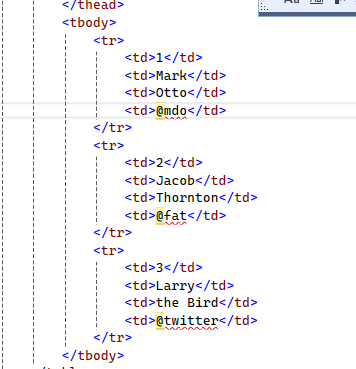 </thead>
<tbody>
<tr>
<td>1</td>
<td>Mark</td>
<td>Otto</td>
<td>@mdo</td>
</tr>
<tr>
<td>2</td>
<td>Jacob</td>
<td>Thornton</td>
<td>@fat</td>
</tr>
<tr>
<td>3</td>
<td>Larry</td>
<td>the Bird</td>
<td>@twitter</td>
</tr>
</tbody>